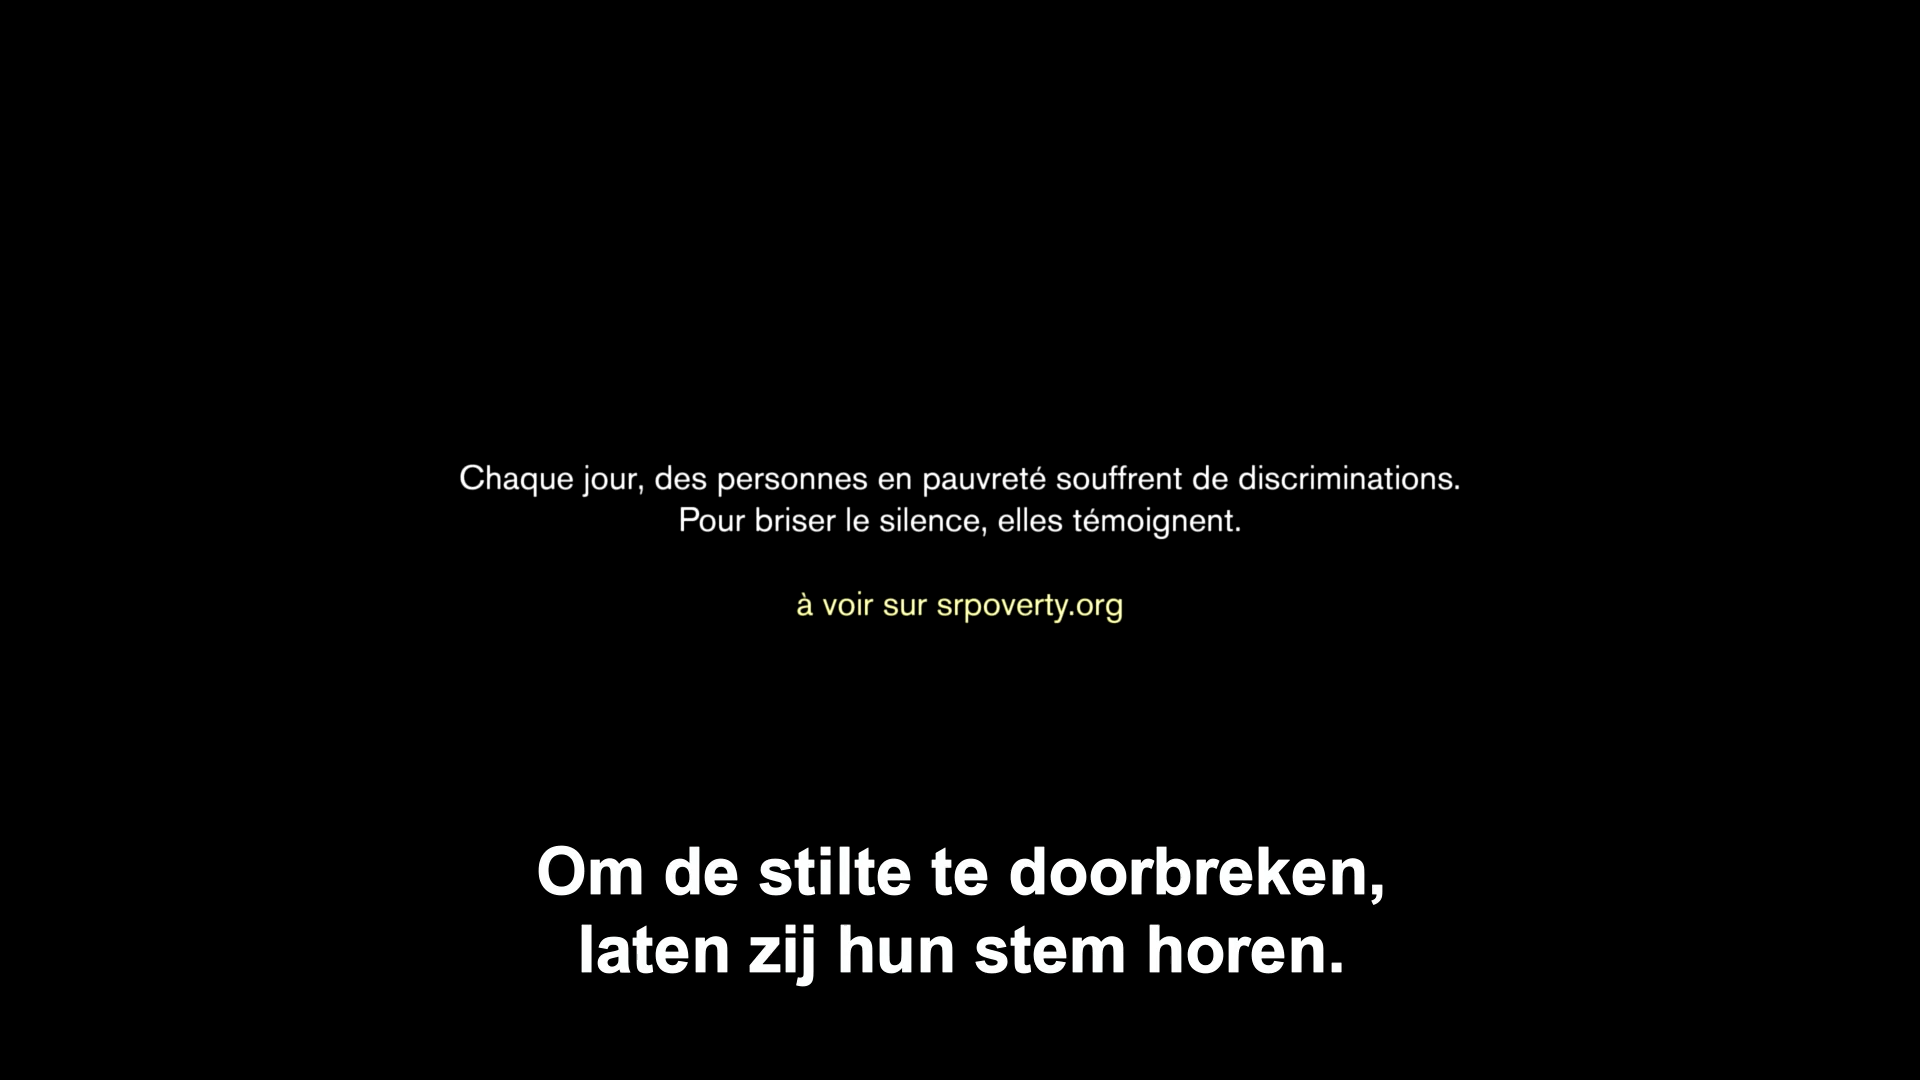 Chaque jour, des personnes en pauvreté souffrent de discriminations.
Pour briser le silence, elles témoignent.
à voir sur srpoverty.org
Om de stilte te doorbreken,
laten zij hun stem horen.